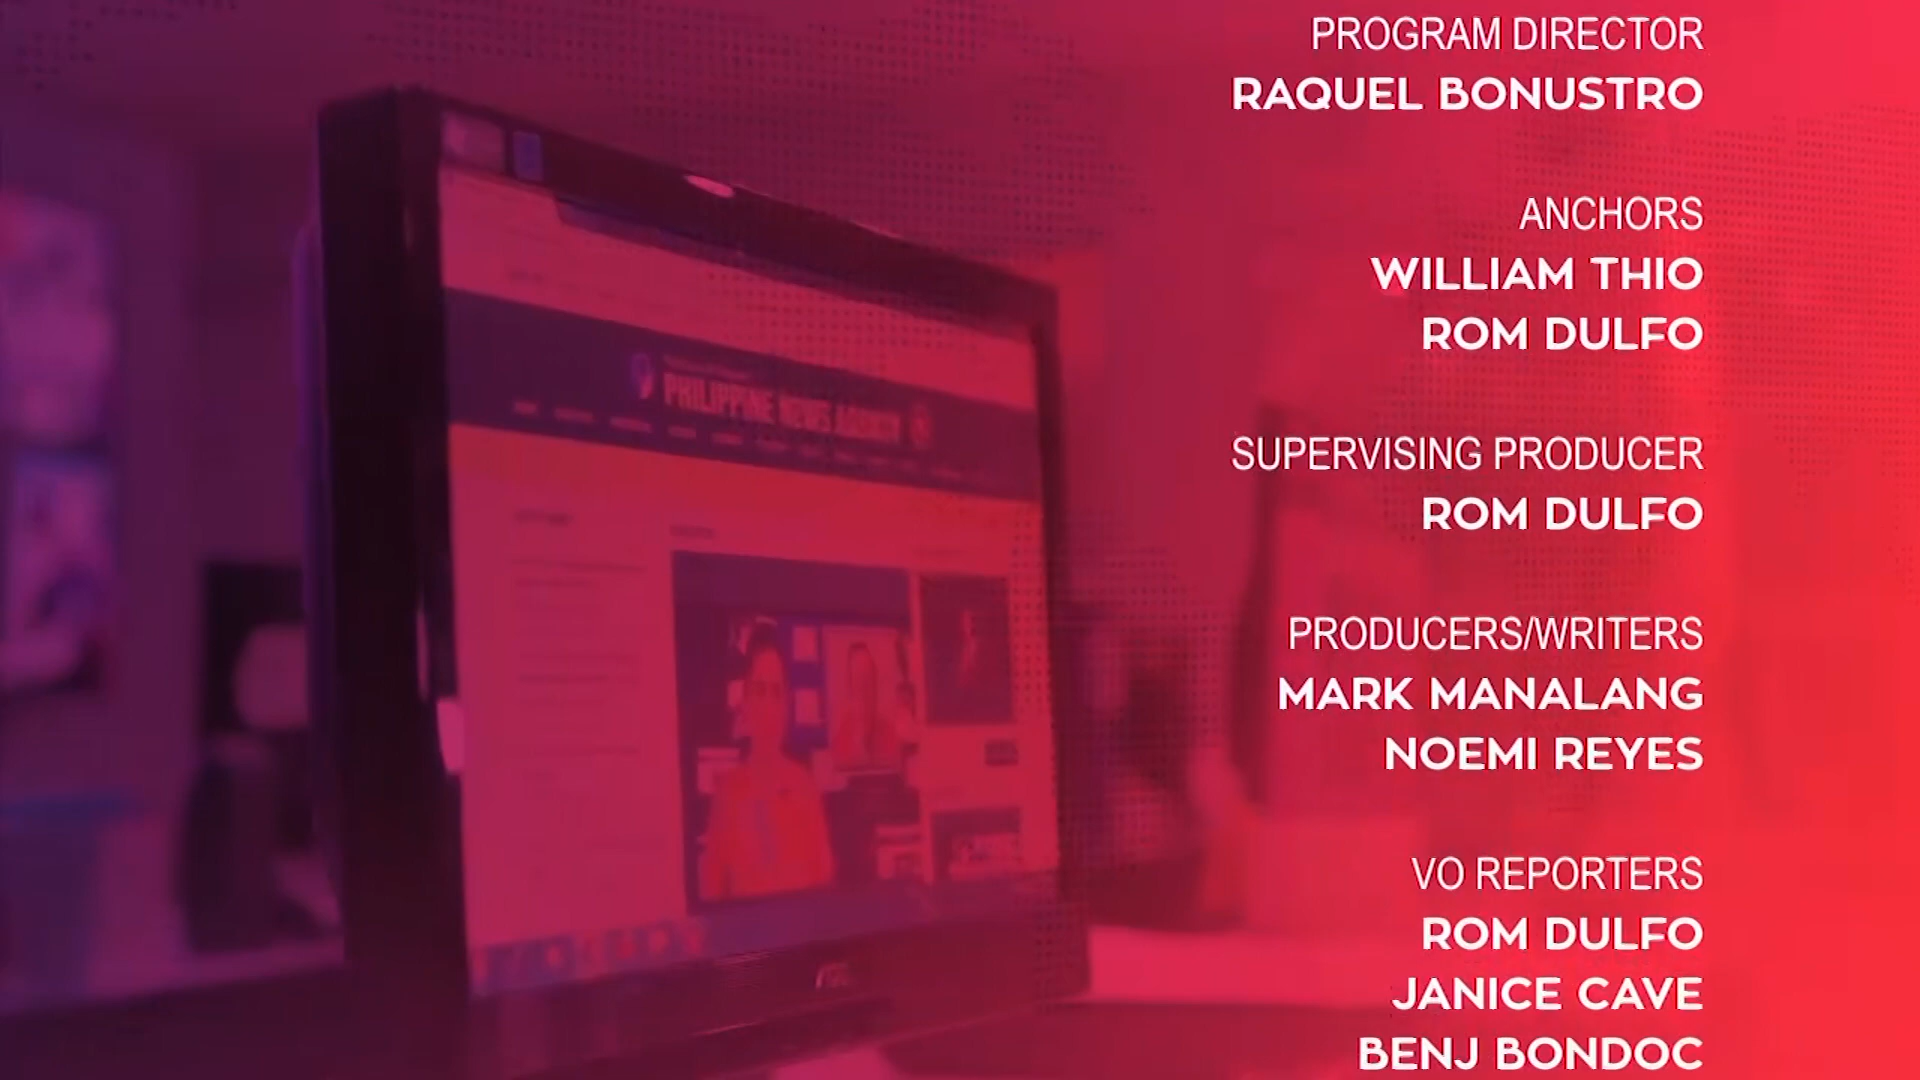 PROGRAM DIRECTOR
RAQUEL BONUSTRO
ANCHORS
WILLIAM THIO
ROM DULFO
SUPERVISING PRODUCER
ROM DULFO
PRODUCERS/WRITERS
MARK MANALANG
NOEMI REYES
VO REPORTERS
ROM DULFO
JANICE CAVE
BENJ BONDOC
PHILIPPINE NEWS AGENCY